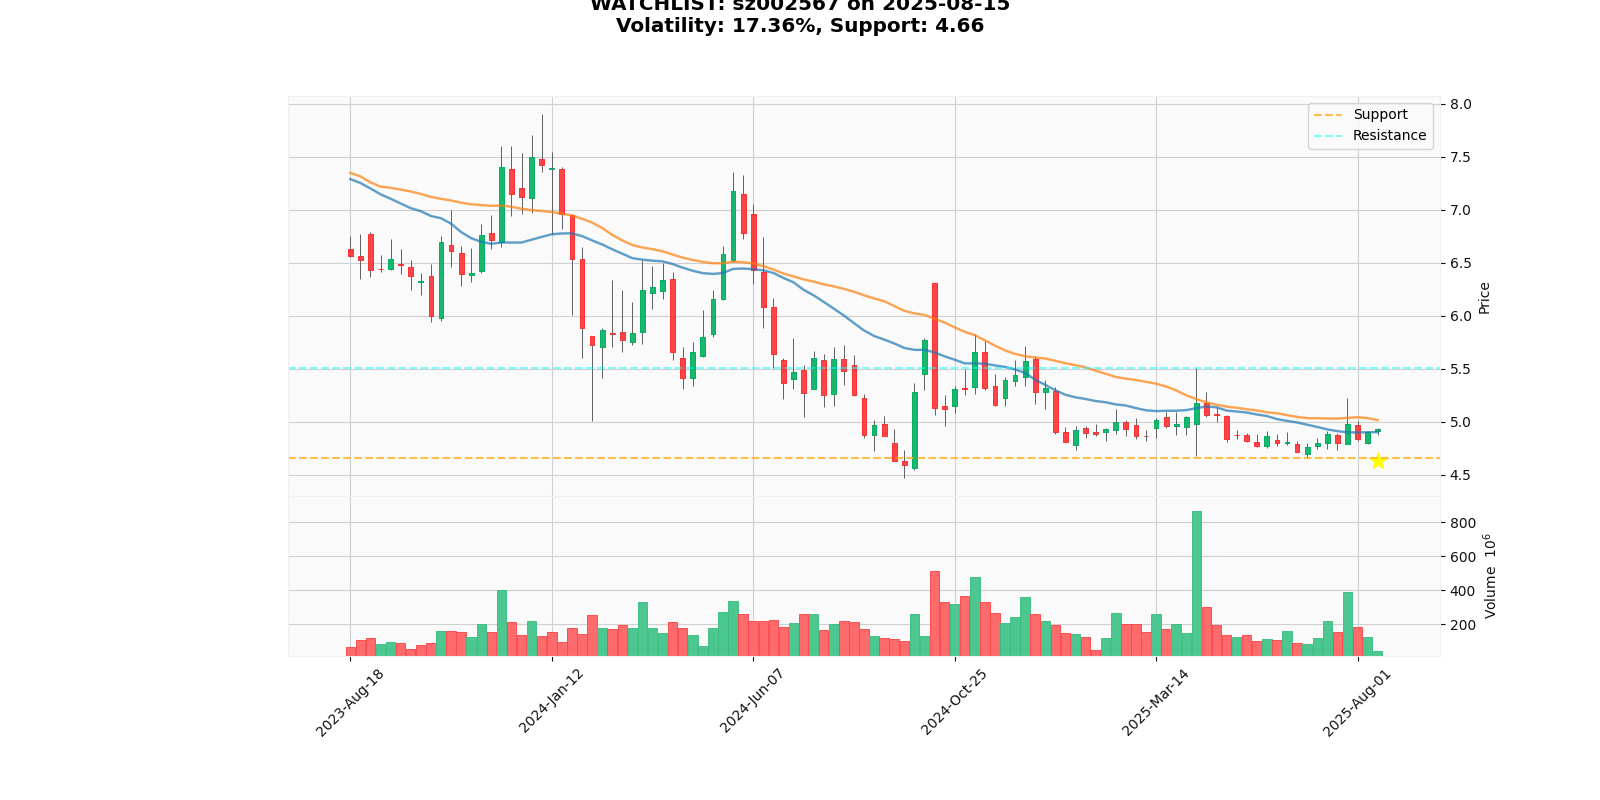 WATCHLIST: sz002567 on 2025-08-15
Volatility: 17.36%, Support: 4.66
Support
Resistance
8.0
7.5
7.0
6.5
6.0
5.5
5.0
4.5
Price
800
600
400
200
Volume 10⁶
2023-Aug-18
2024-Jan-12
2024-Jun-07
2024-Oct-25
2025-Mar-14
2025-Aug-01